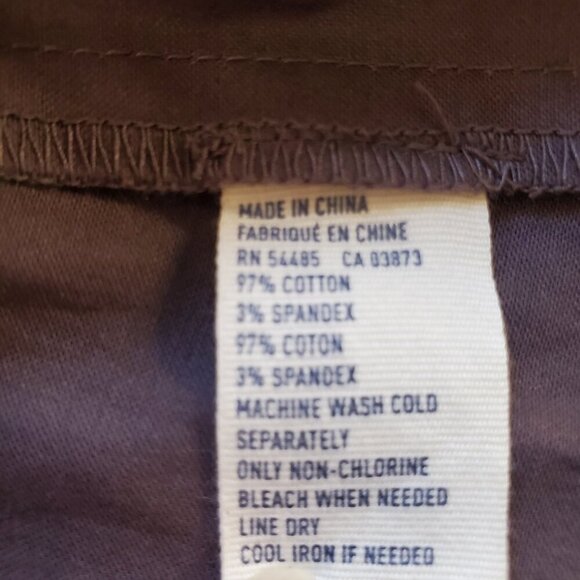 MADE IN CHINA
FABRIQUÉ EN CHINE
RN 54485 CA 03873
97% COTTON
3% SPANDEX
97% COTON
3% SPANDEX
MACHINE WASH COLD
SEPARATELY
ONLY NON-CHLORINE
BLEACH WHEN NEEDED
LINE DRY
COOL IRON IF NEEDED